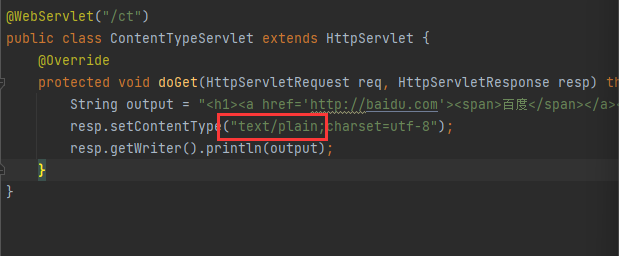 @WebServlet("/ct")
public class ContentTypeServlet extends HttpServlet {
@Override
protected void doGet(HttpServletRequest req, HttpServletResponse resp) th
String output = "<h1><a href='http://baidu.com'><span>百度</span></a><
resp.setContentType("text/plain;charset=utf-8");
resp.getWriter().println(output);
}
}